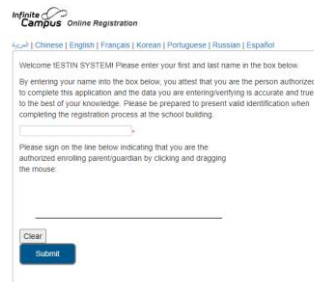 Infinite
Campus Online Registration
العربية | Chinese | English | Français | Korean | Portuguese | Russian | Español
Welcome tESTIN SYSTEM! Please enter your first and last name in the box below.
By entering your name into the box below, you attest that you are the person authorized
to complete this application and the data you are entering/verifying is accurate and true
to the best of your knowledge. Please be prepared to present valid identification when
completing the registration process at the school building.
*
Please sign on the line below indicating that you are the
authorized enrolling parent/guardian by clicking and dragging
the mouse:
Clear
Submit